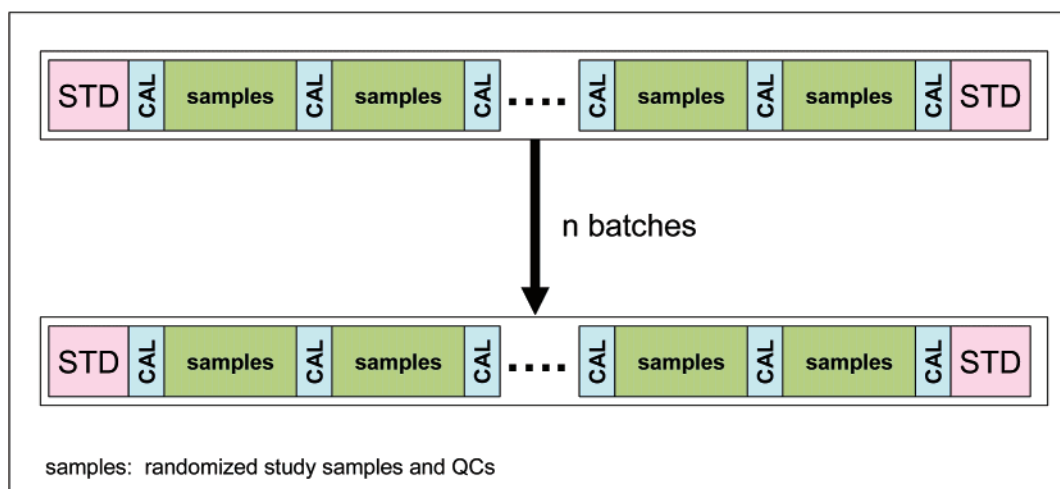 STD CAL samples CAL samples CAL .... CAL samples CAL samples CAL STD
n batches
STD CAL samples CAL samples CAL .... CAL samples CAL samples CAL STD
samples: randomized study samples and QCs